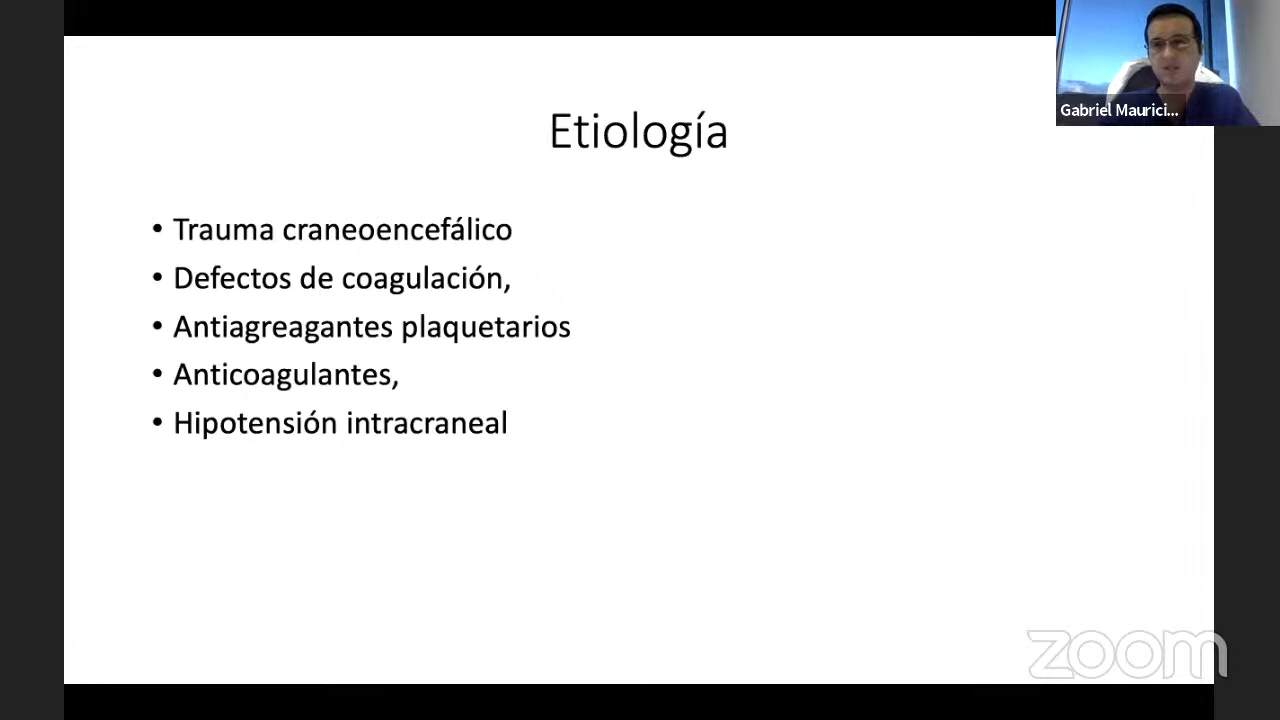 Gabriel Maurici...
Etiología
• Trauma craneoencefálico
• Defectos de coagulación,
• Antiagreagantes plaquetarios
• Anticoagulantes,
• Hipotensión intracraneal
zoom